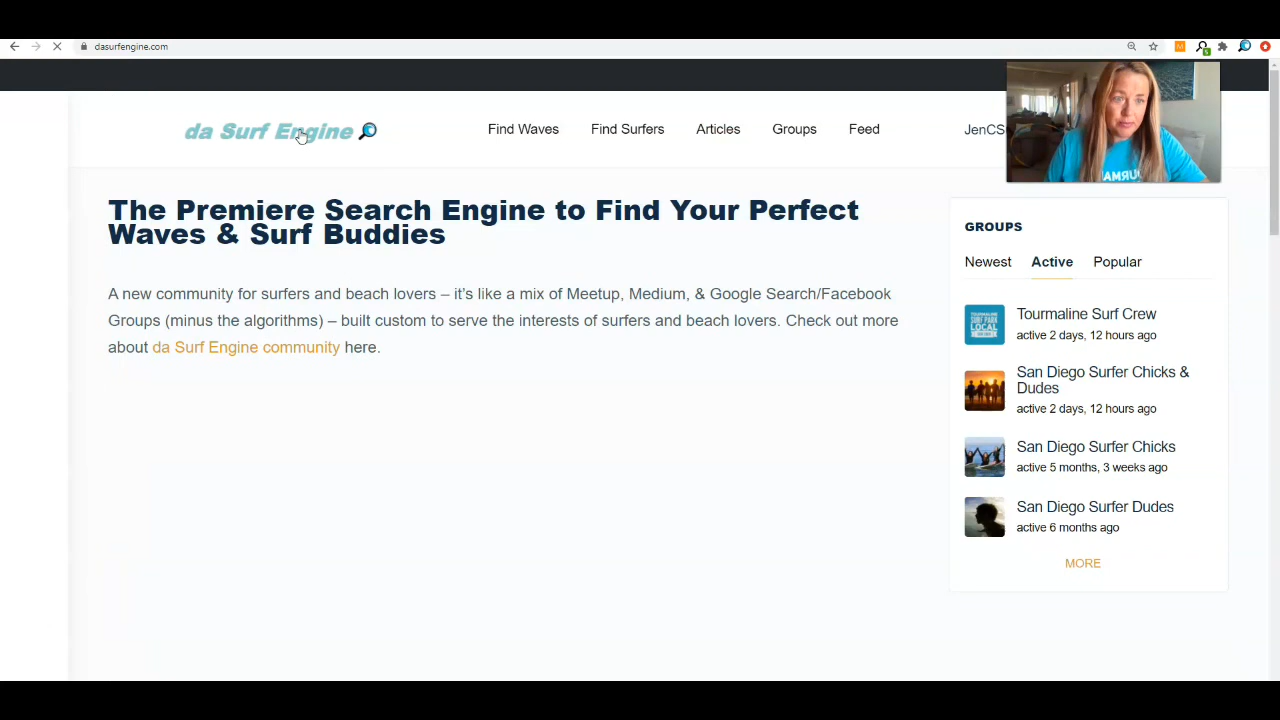 dasurfengine.com
M
5
da Surf Engine
Find Waves
Find Surfers
Articles
Groups
Feed
JenCS
The Premiere Search Engine to Find Your Perfect
Waves & Surf Buddies
A new community for surfers and beach lovers – it's like a mix of Meetup, Medium, & Google Search/Facebook
Groups (minus the algorithms) – built custom to serve the interests of surfers and beach lovers. Check out more
about da Surf Engine community here.
GROUPS
Newest
Active
Popular
TOURMALINE
SURF PARK
LOCAL
Tourmaline Surf Crew
active 2 days, 12 hours ago
San Diego Surfer Chicks &
Dudes
active 2 days, 12 hours ago
San Diego Surfer Chicks
active 5 months, 3 weeks ago
San Diego Surfer Dudes
active 6 months ago
MORE